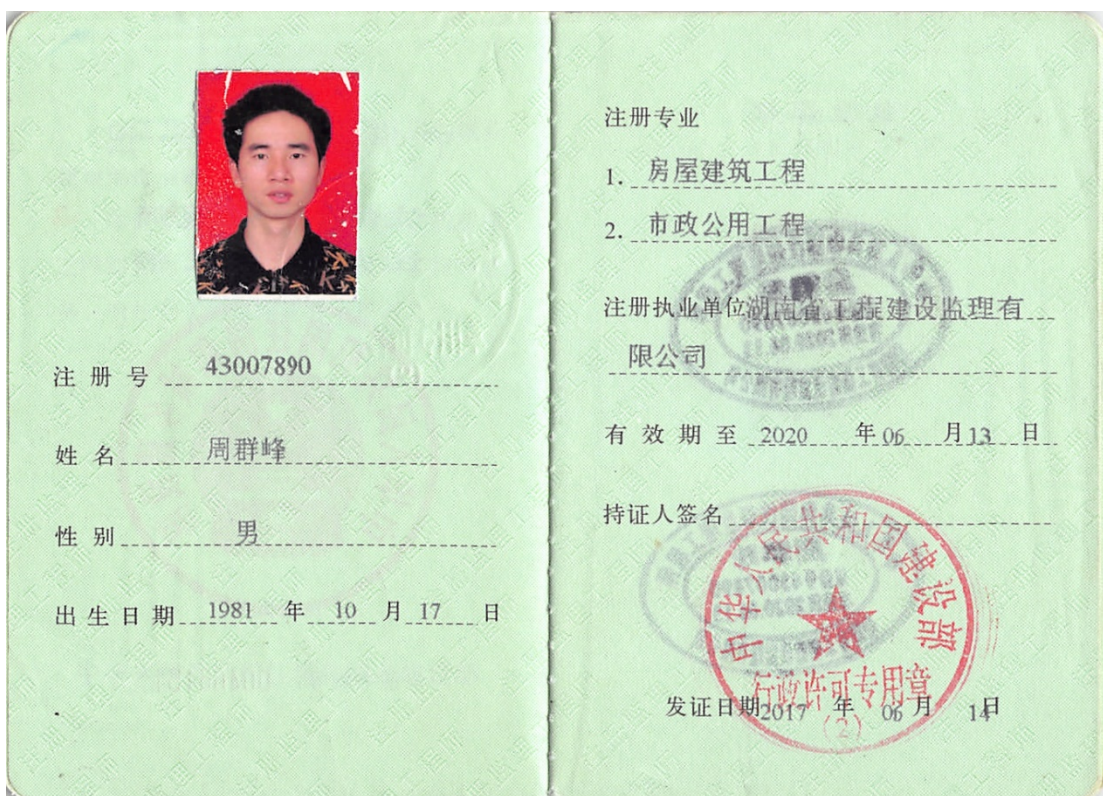 注册号 43007890
姓名 周群峰
性别 男
出生日期 1981 年 10 月 17 日
注册专业
1. 房屋建筑工程
2. 市政公用工程
注册执业单位 湖南省工程建设监理有
限公司
有效期至 2020 年 06 月 13 日
持证人签名
中华人民共和国建设部
行政许可专用章
(2)
发证日期 2017 年 06 月 14日